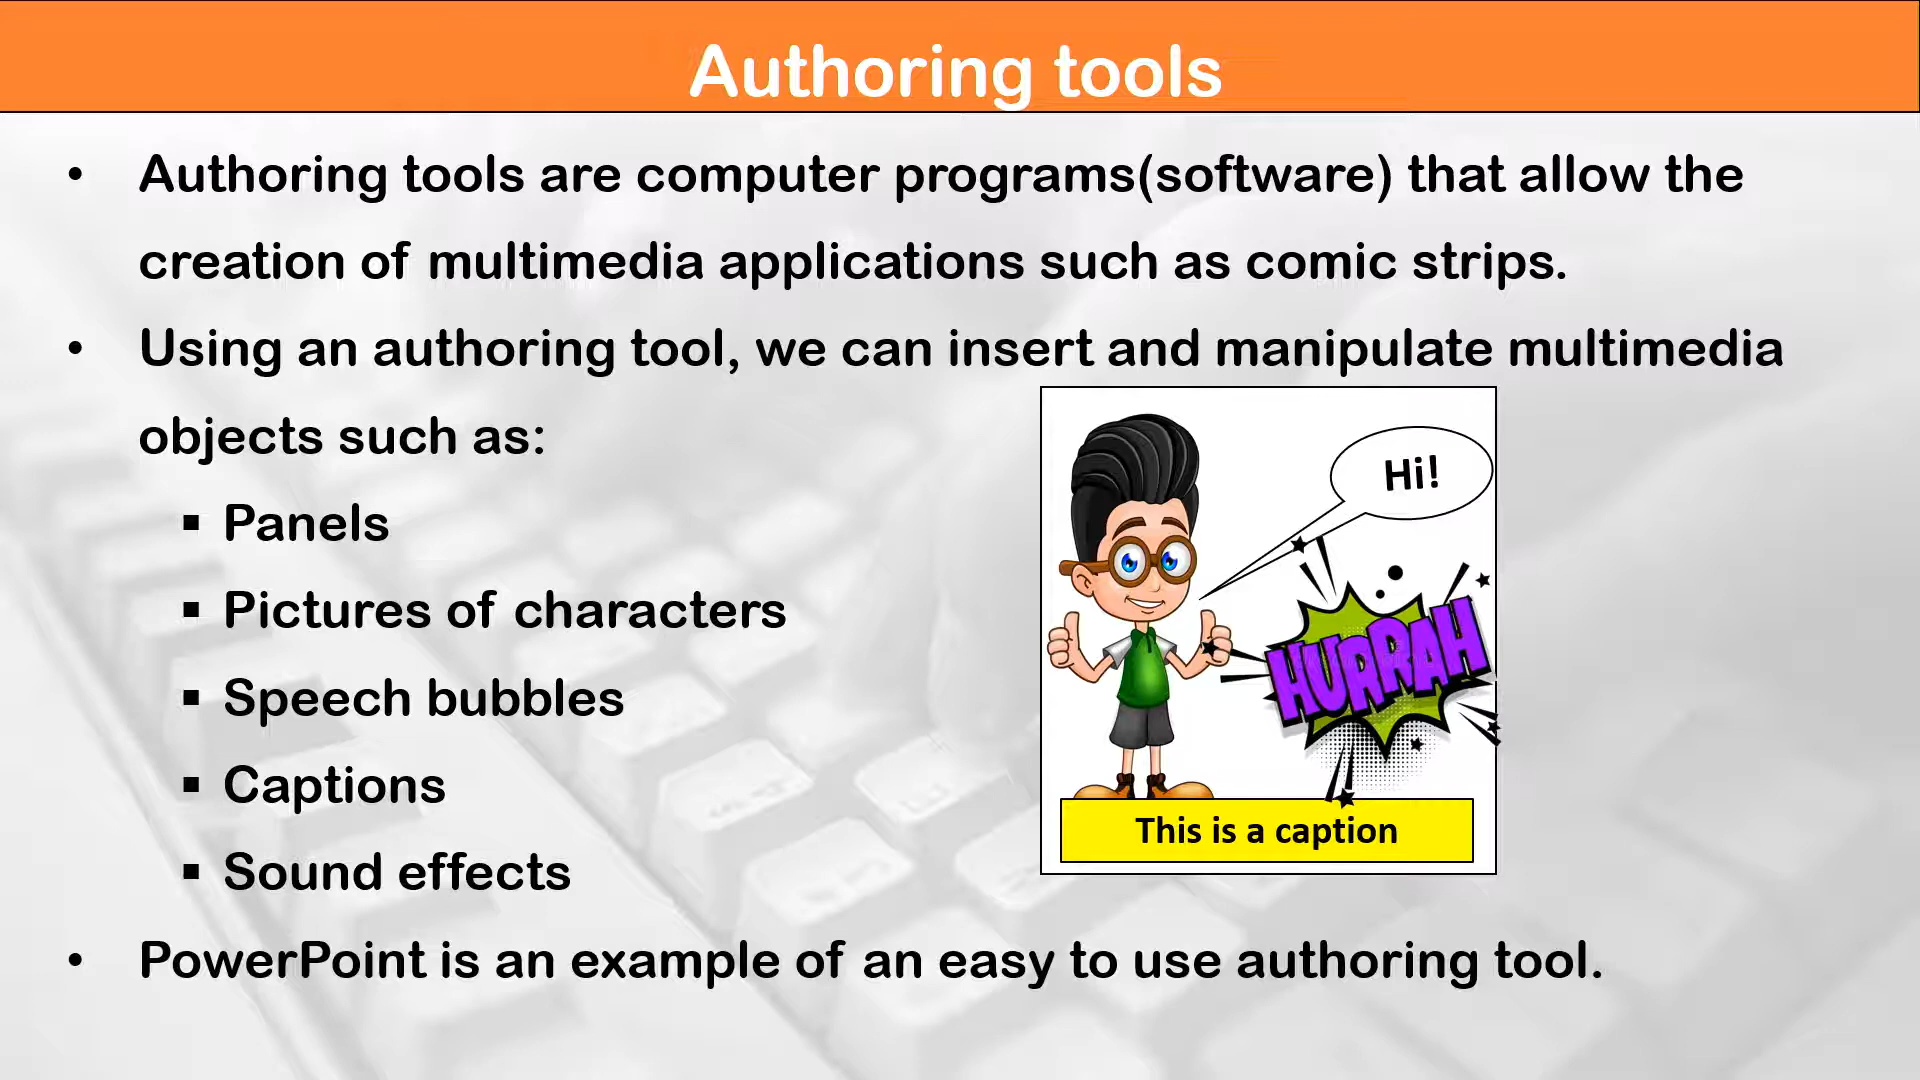 Authoring tools
• Authoring tools are computer programs(software) that allow the
creation of multimedia applications such as comic strips.
• Using an authoring tool, we can insert and manipulate multimedia
objects such as:
▪ Panels
▪ Pictures of characters
▪ Speech bubbles
▪ Captions
▪ Sound effects
Hi!
HURRAH
This is a caption
• PowerPoint is an example of an easy to use authoring tool.